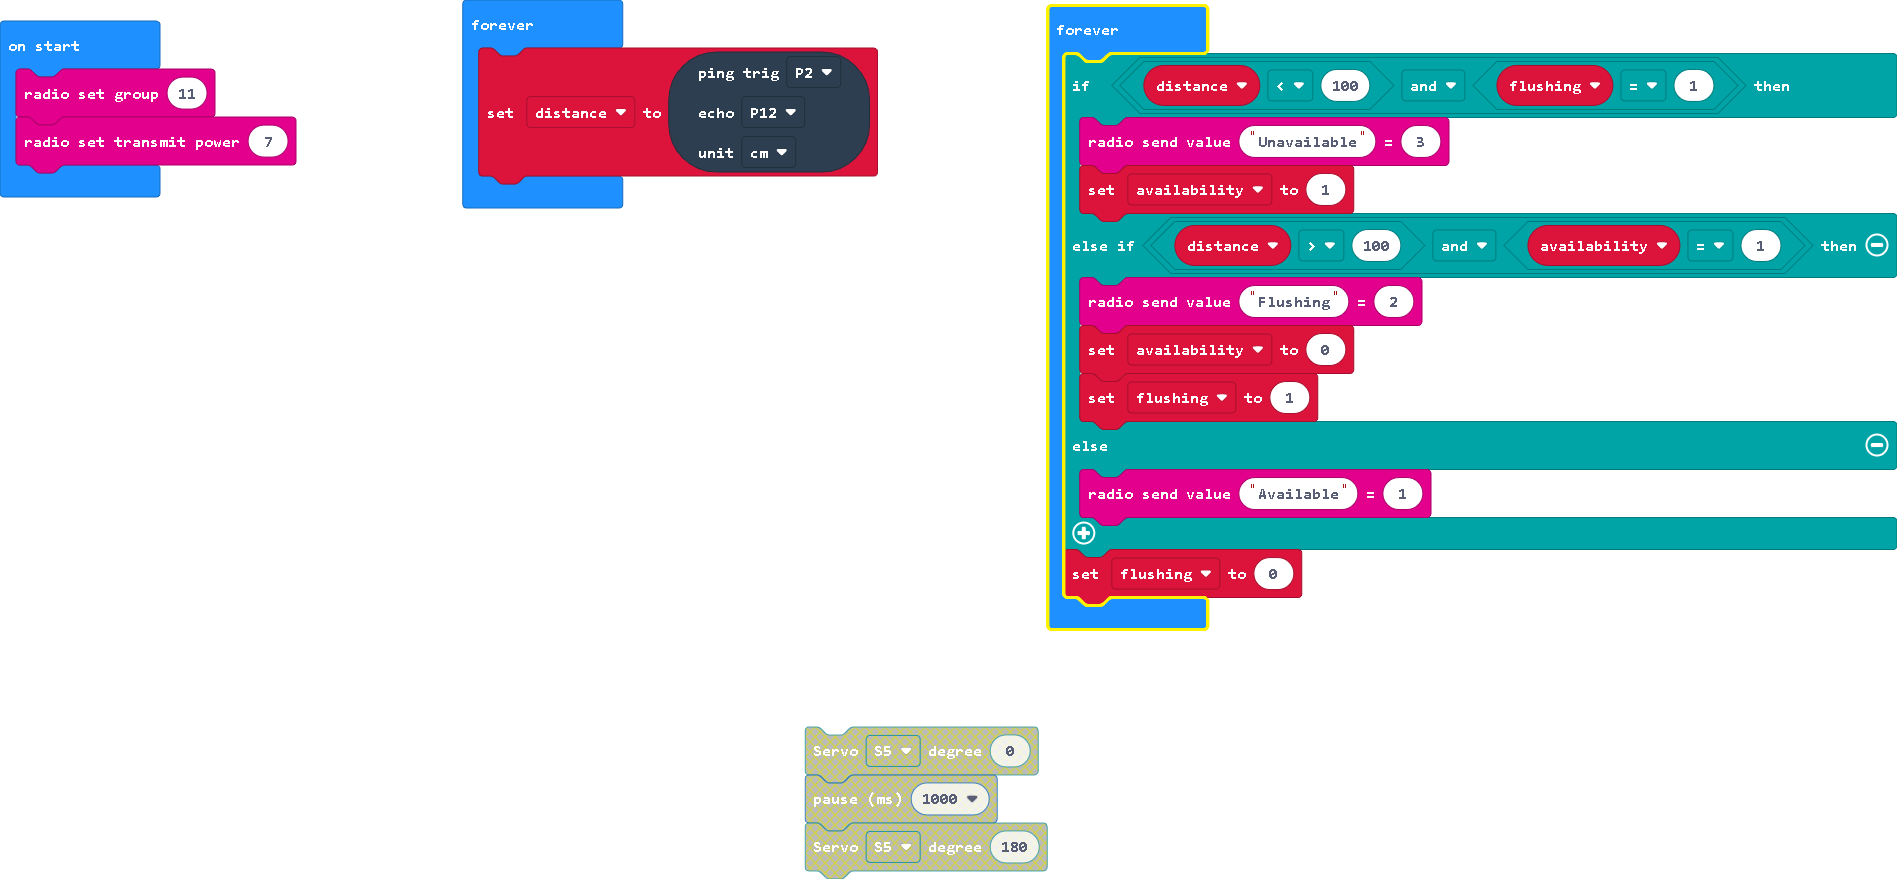 on start
radio set group 11
radio set transmit power 7
forever
set distance to ping trig P2
echo P12
unit cm
forever
if distance < 100 and flushing = 1 then
radio send value "Unavailable" = 3
set availability to 1
else if distance > 100 and availability = 1 then
radio send value "Flushing" = 2
set availability to 0
set flushing to 1
else
radio send value "Available" = 1
set flushing to 0
Servo S5 degree 0
pause (ms) 1000
Servo S5 degree 180